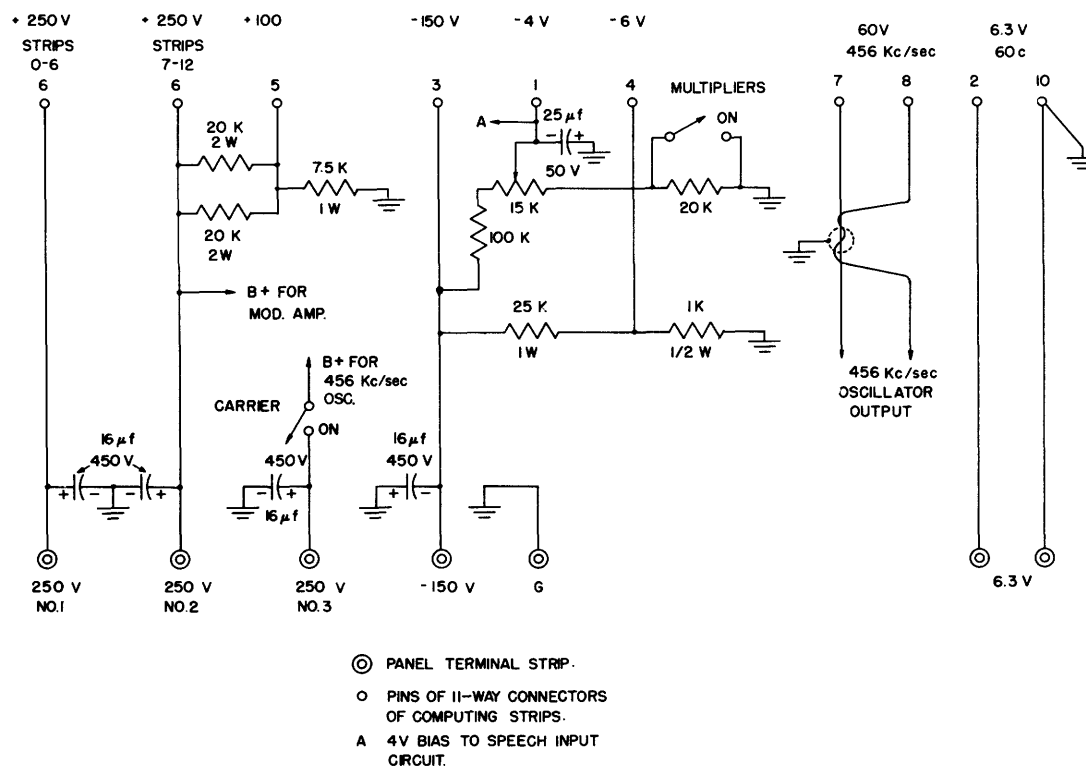 + 250 V
STRIPS
0-6
6
+ 250 V
STRIPS
7-12
6
+100
5
-150 V
3
-4 V
1
-6 V
4
60V
456 Kc/sec
7
8
6.3 V
60 c
2
10
MULTIPLIERS
ON
A
25 μf
- +
50 V
20 K
2 W
7.5 K
1 W
20 K
2W
15 K
20 K
100 K
B+ FOR
MOD. AMP.
25 K
1W
1K
1/2 W
B+ FOR
456 Kc/sec
OSC.
CARRIER
ON
456 Kc/sec
OSCILLATOR
OUTPUT
16 μf
450 V
+ -
- +
450V
- +
16 μf
16 μf
450 V
+ -
250 V
NO.1
250 V
NO.2
250 V
NO.3
-150 V
G
6.3 V
PANEL TERMINAL STRIP.
PINS OF 11-WAY CONNECTORS
OF COMPUTING STRIPS.
A 4V BIAS TO SPEECH INPUT
CIRCUIT.